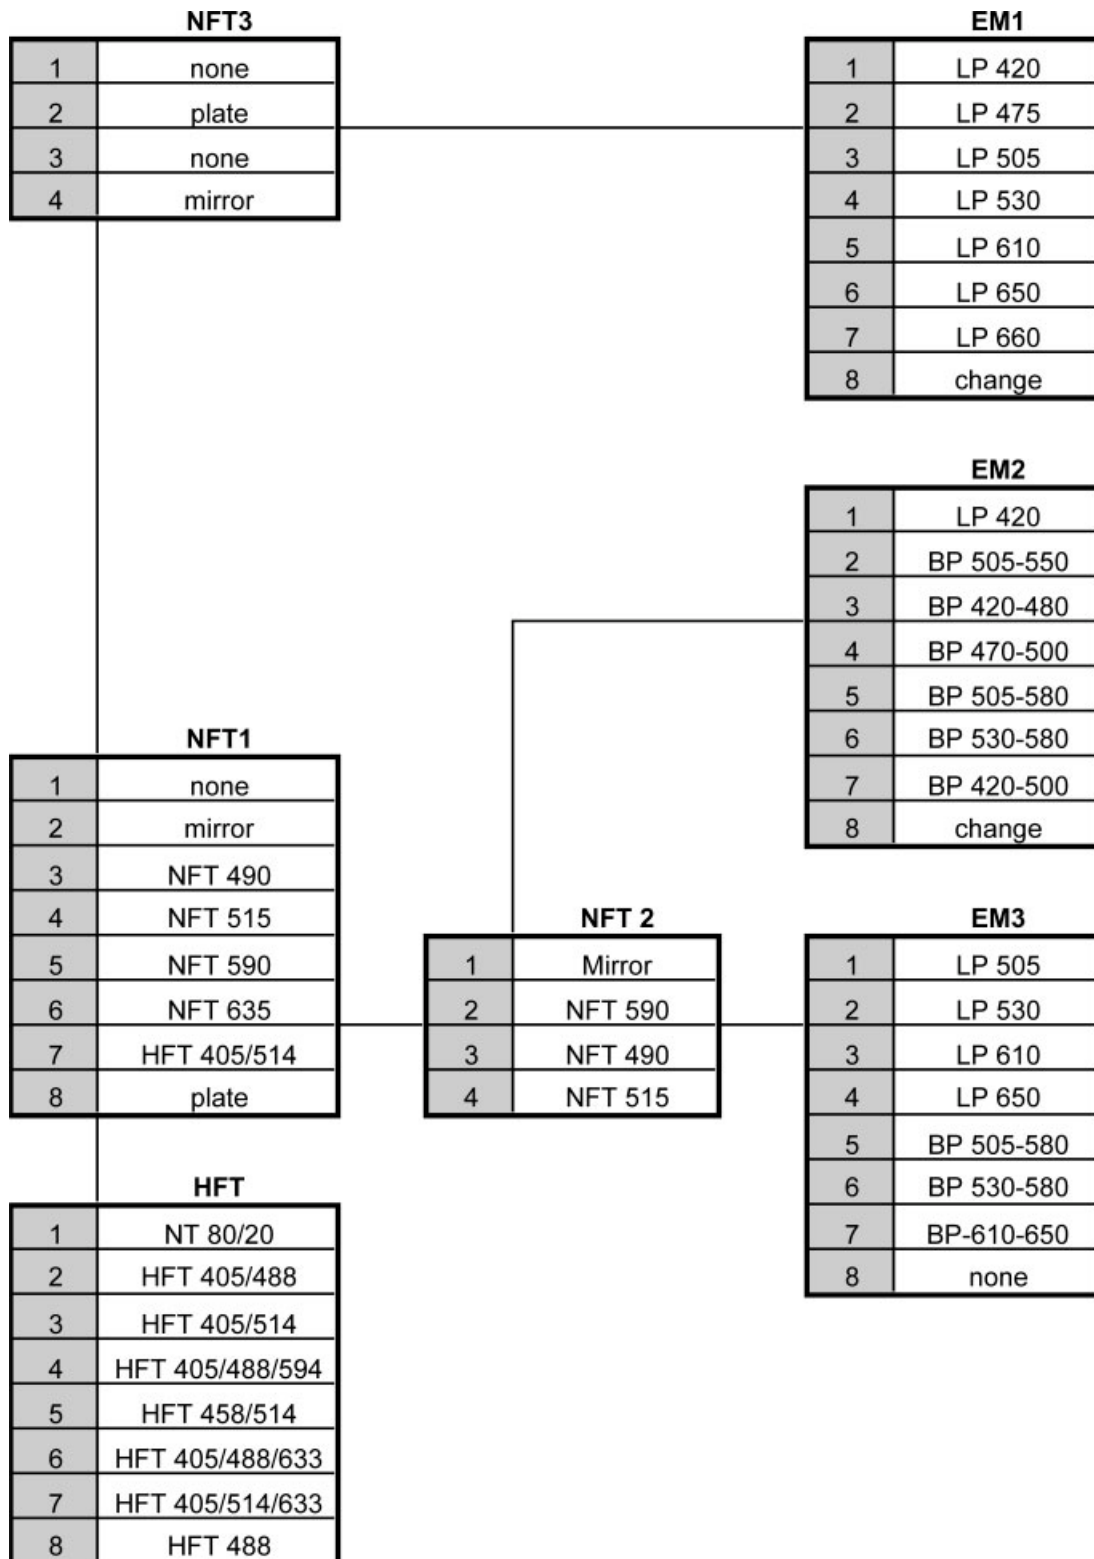 NFT3
1 none
2 plate
3 none
4 mirror
EM1
1 LP 420
2 LP 475
3 LP 505
4 LP 530
5 LP 610
6 LP 650
7 LP 660
8 change
EM2
1 LP 420
2 BP 505-550
3 BP 420-480
4 BP 470-500
5 BP 505-580
6 BP 530-580
7 BP 420-500
8 change
NFT1
1 none
2 mirror
3 NFT 490
4 NFT 515
5 NFT 590
6 NFT 635
7 HFT 405/514
8 plate
NFT 2
1 Mirror
2 NFT 590
3 NFT 490
4 NFT 515
EM3
1 LP 505
2 LP 530
3 LP 610
4 LP 650
5 BP 505-580
6 BP 530-580
7 BP-610-650
8 none
HFT
1 NT 80/20
2 HFT 405/488
3 HFT 405/514
4 HFT 405/488/594
5 HFT 458/514
6 HFT 405/488/633
7 HFT 405/514/633
8 HFT 488